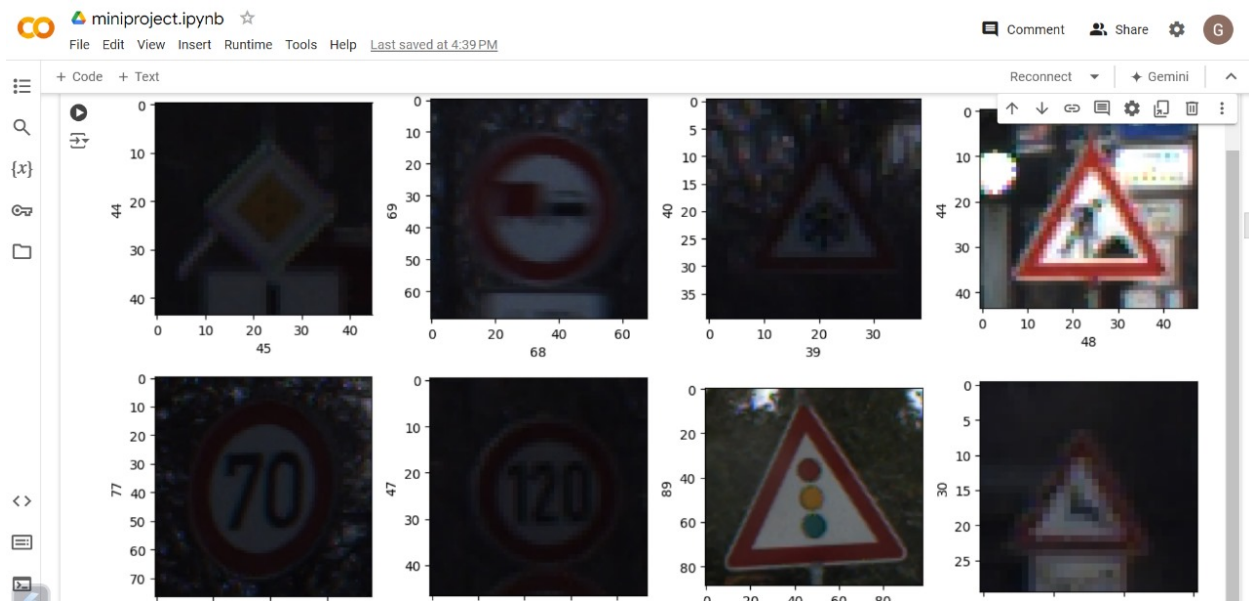 miniproject.ipynb
File Edit View Insert Runtime Tools Help Last saved at 4:39 PM
Comment Share G
+ Code + Text
Reconnect Gemini
{x}
0 10 20 30 40
44
0 10 20 30 40
45
0 10 20 30 40 50 60
69
0 20 40 60
68
0 5 10 15 20 25 30 35
40
0 10 20 30
39
0 10 20 30 40
44
0 10 20 30 40
48
0 10 20 30 40 50 60 70
77
70
0 10 20 30 40
47
120
0 20 40 60 80
89
0 20 40 60 80
0 5 10 15 20 25
30